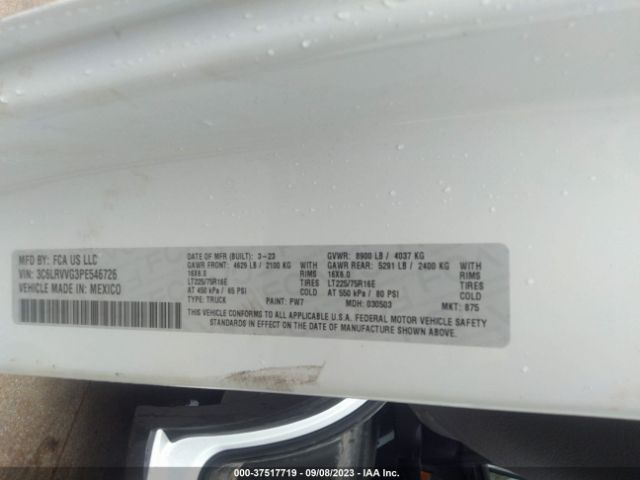 MFD BY: FCA US LLC
VIN: 3C6LRVVG3PE546726
VEHICLE MADE IN: MEXICO
DATE OF MFR (BUILT): 3-23
GAWR FRONT: 4629 LB / 2100 KG WITH
16X6.0 RIMS
LT225/75R16E TIRES
AT 450 kPa / 65 PSI COLD
TYPE: TRUCK PAINT: PW7
GVWR: 8900 LB / 4037 KG
GAWR REAR: 5291 LB / 2400 KG WITH
16X6.0 RIMS
LT225/75R16E TIRES
AT 550 kPa / 80 PSI COLD
MDH: 030503 MKT: 875
THIS VEHICLE CONFORMS TO ALL APPLICABLE U.S.A. FEDERAL MOTOR VEHICLE SAFETY
STANDARDS IN EFFECT ON THE DATE OF MANUFACTURE SHOWN ABOVE.
000-37517719 - 09/08/2023 - IAA Inc.